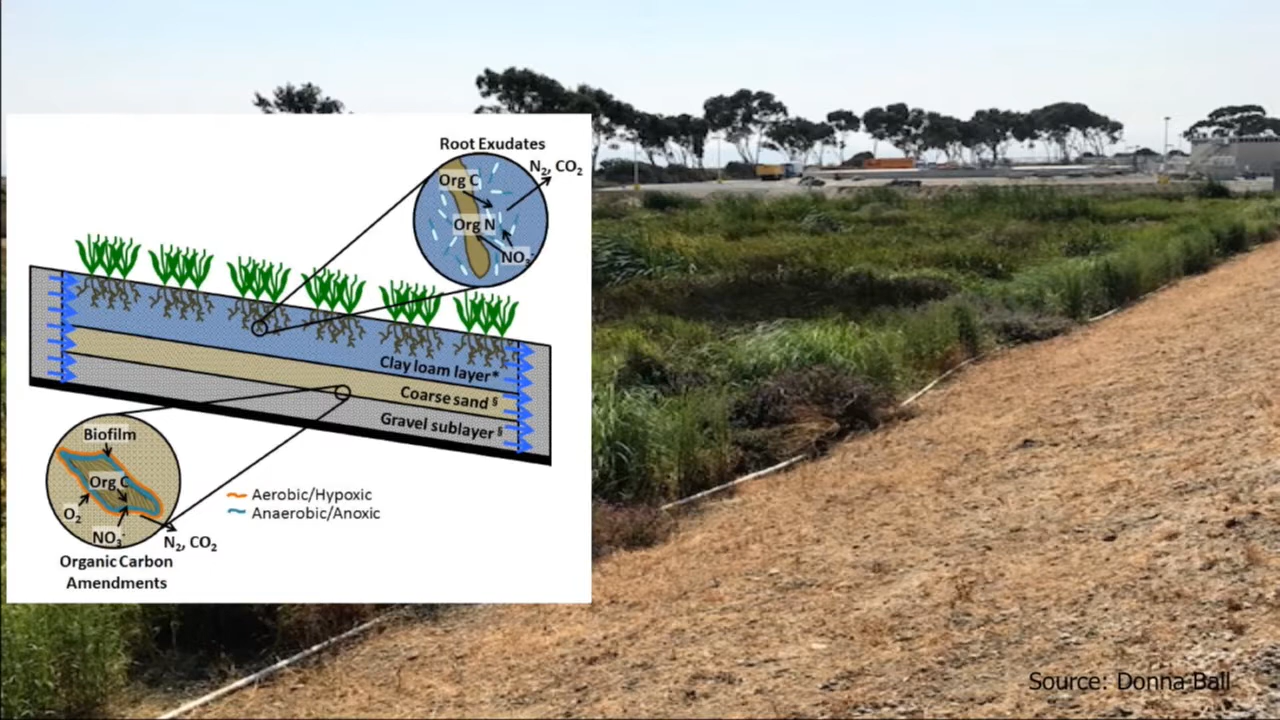 Root Exudates
N₂, CO₂
Org C
Org N
NO₃⁻
Clay loam layer*
Coarse sand §
Gravel sublayer §
Biofilm
Org C
O₂
NO₃⁻
N₂, CO₂
Aerobic/Hypoxic
Anaerobic/Anoxic
Organic Carbon
Amendments
Source: Donna Ball